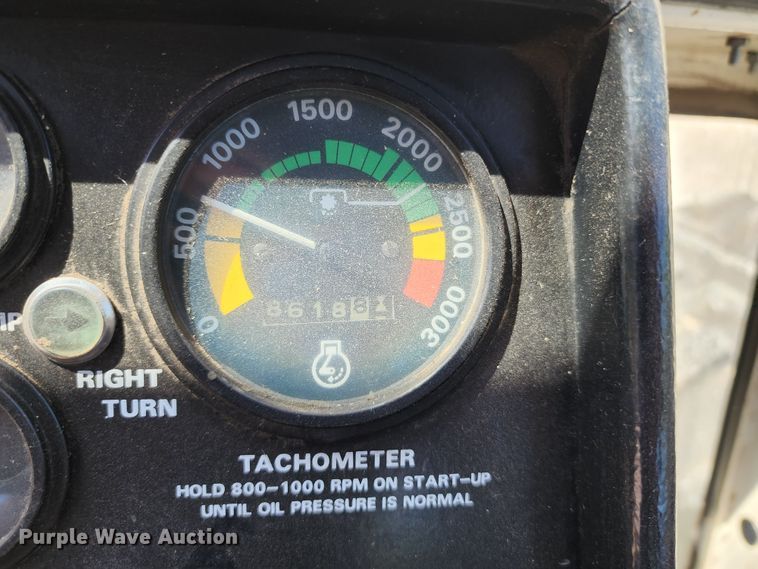 0
500
1000
1500
2000
2500
3000
8618
RIGHT
TURN
TACHOMETER
HOLD 800-1000 RPM ON START-UP
UNTIL OIL PRESSURE IS NORMAL
Purple Wave Auction